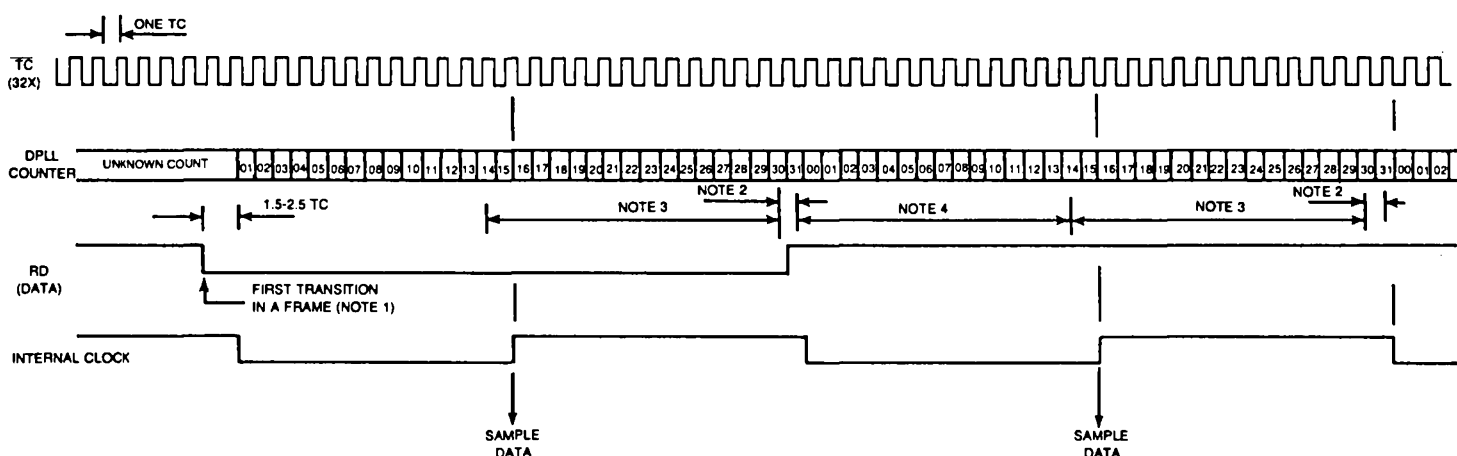 ONE TC
TC
(32X)
DPLL
COUNTER
UNKNOWN COUNT 01 02 03 04 05 06 07 08 09 10 11 12 13 14 15 16 17 18 19 20 21 22 23 24 25 26 27 28 29 30 31 00 01 02 03 04 05 06 07 08 09 10 11 12 13 14 15 16 17 18 19 20 21 22 23 24 25 26 27 28 29 30 31 00 01 02
1.5-2.5 TC
NOTE 3
NOTE 2
NOTE 4
NOTE 3
NOTE 2
RD
(DATA)
FIRST TRANSITION
IN A FRAME (NOTE 1)
INTERNAL CLOCK
SAMPLE
DATA
SAMPLE
DATA